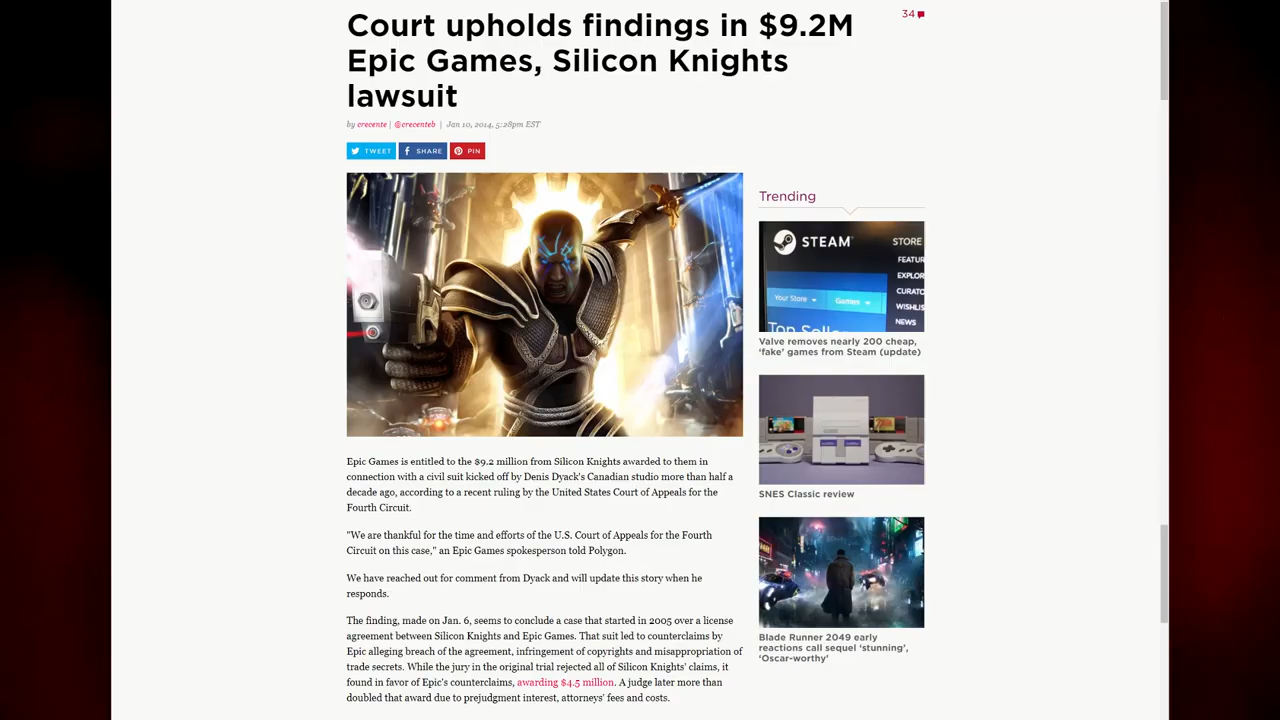 Court upholds findings in $9.2M
Epic Games, Silicon Knights
lawsuit
34
by crecente | @crecenteb | Jan 10, 2014, 5:28pm EST
TWEET SHARE PIN
Epic Games is entitled to the $9.2 million from Silicon Knights awarded to them in
connection with a civil suit kicked off by Denis Dyack's Canadian studio more than half a
decade ago, according to a recent ruling by the United States Court of Appeals for the
Fourth Circuit.
"We are thankful for the time and efforts of the U.S. Court of Appeals for the Fourth
Circuit on this case," an Epic Games spokesperson told Polygon.
We have reached out for comment from Dyack and will update this story when he
responds.
The finding, made on Jan. 6, seems to conclude a case that started in 2005 over a license
agreement between Silicon Knights and Epic Games. That suit led to counterclaims by
Epic alleging breach of the agreement, infringement of copyrights and misappropriation of
trade secrets. While the jury in the original trial rejected all of Silicon Knights' claims, it
found in favor of Epic's counterclaims, awarding $4.5 million. A judge later more than
doubled that award due to prejudgment interest, attorneys' fees and costs.
Trending
STEAM™
STORE
FEATUR
EXPLOR
CURATO
WISHLIS
NEWS
Your Store
Games
Top Selle
Valve removes nearly 200 cheap,
‘fake’ games from Steam (update)
SNES Classic review
Blade Runner 2049 early
reactions call sequel ‘stunning’,
‘Oscar-worthy’